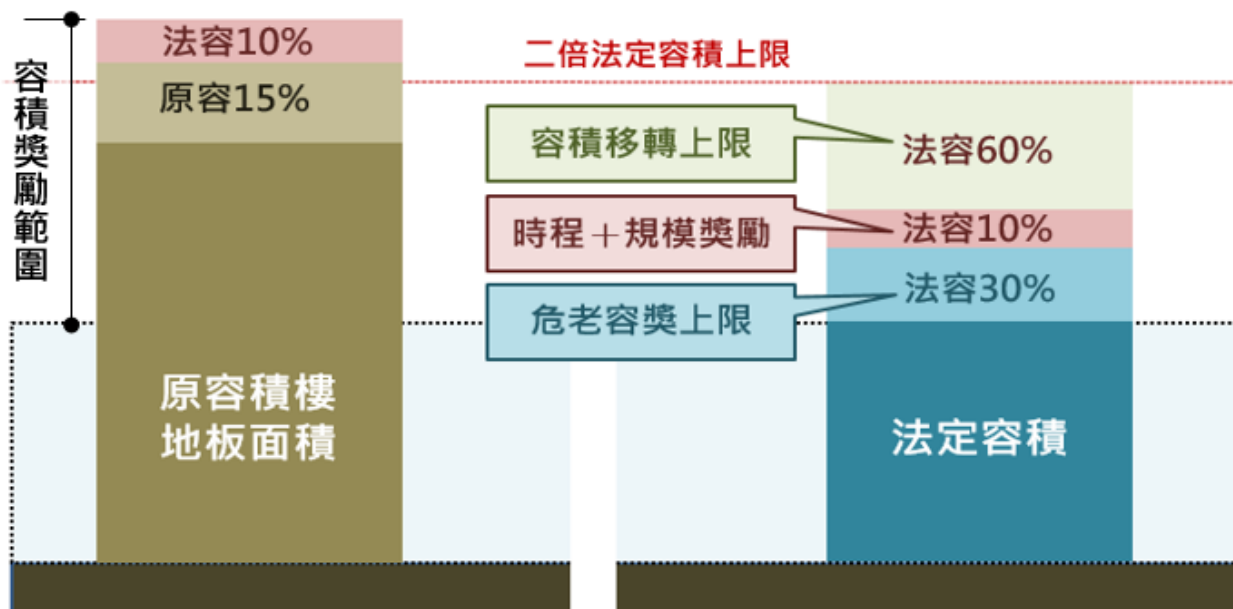 容積獎勵範圍
法容10%
原容15%
原容積樓
地板面積
二倍法定容積上限
容積移轉上限
法容60%
時程＋規模獎勵
法容10%
危老容獎上限
法容30%
法定容積